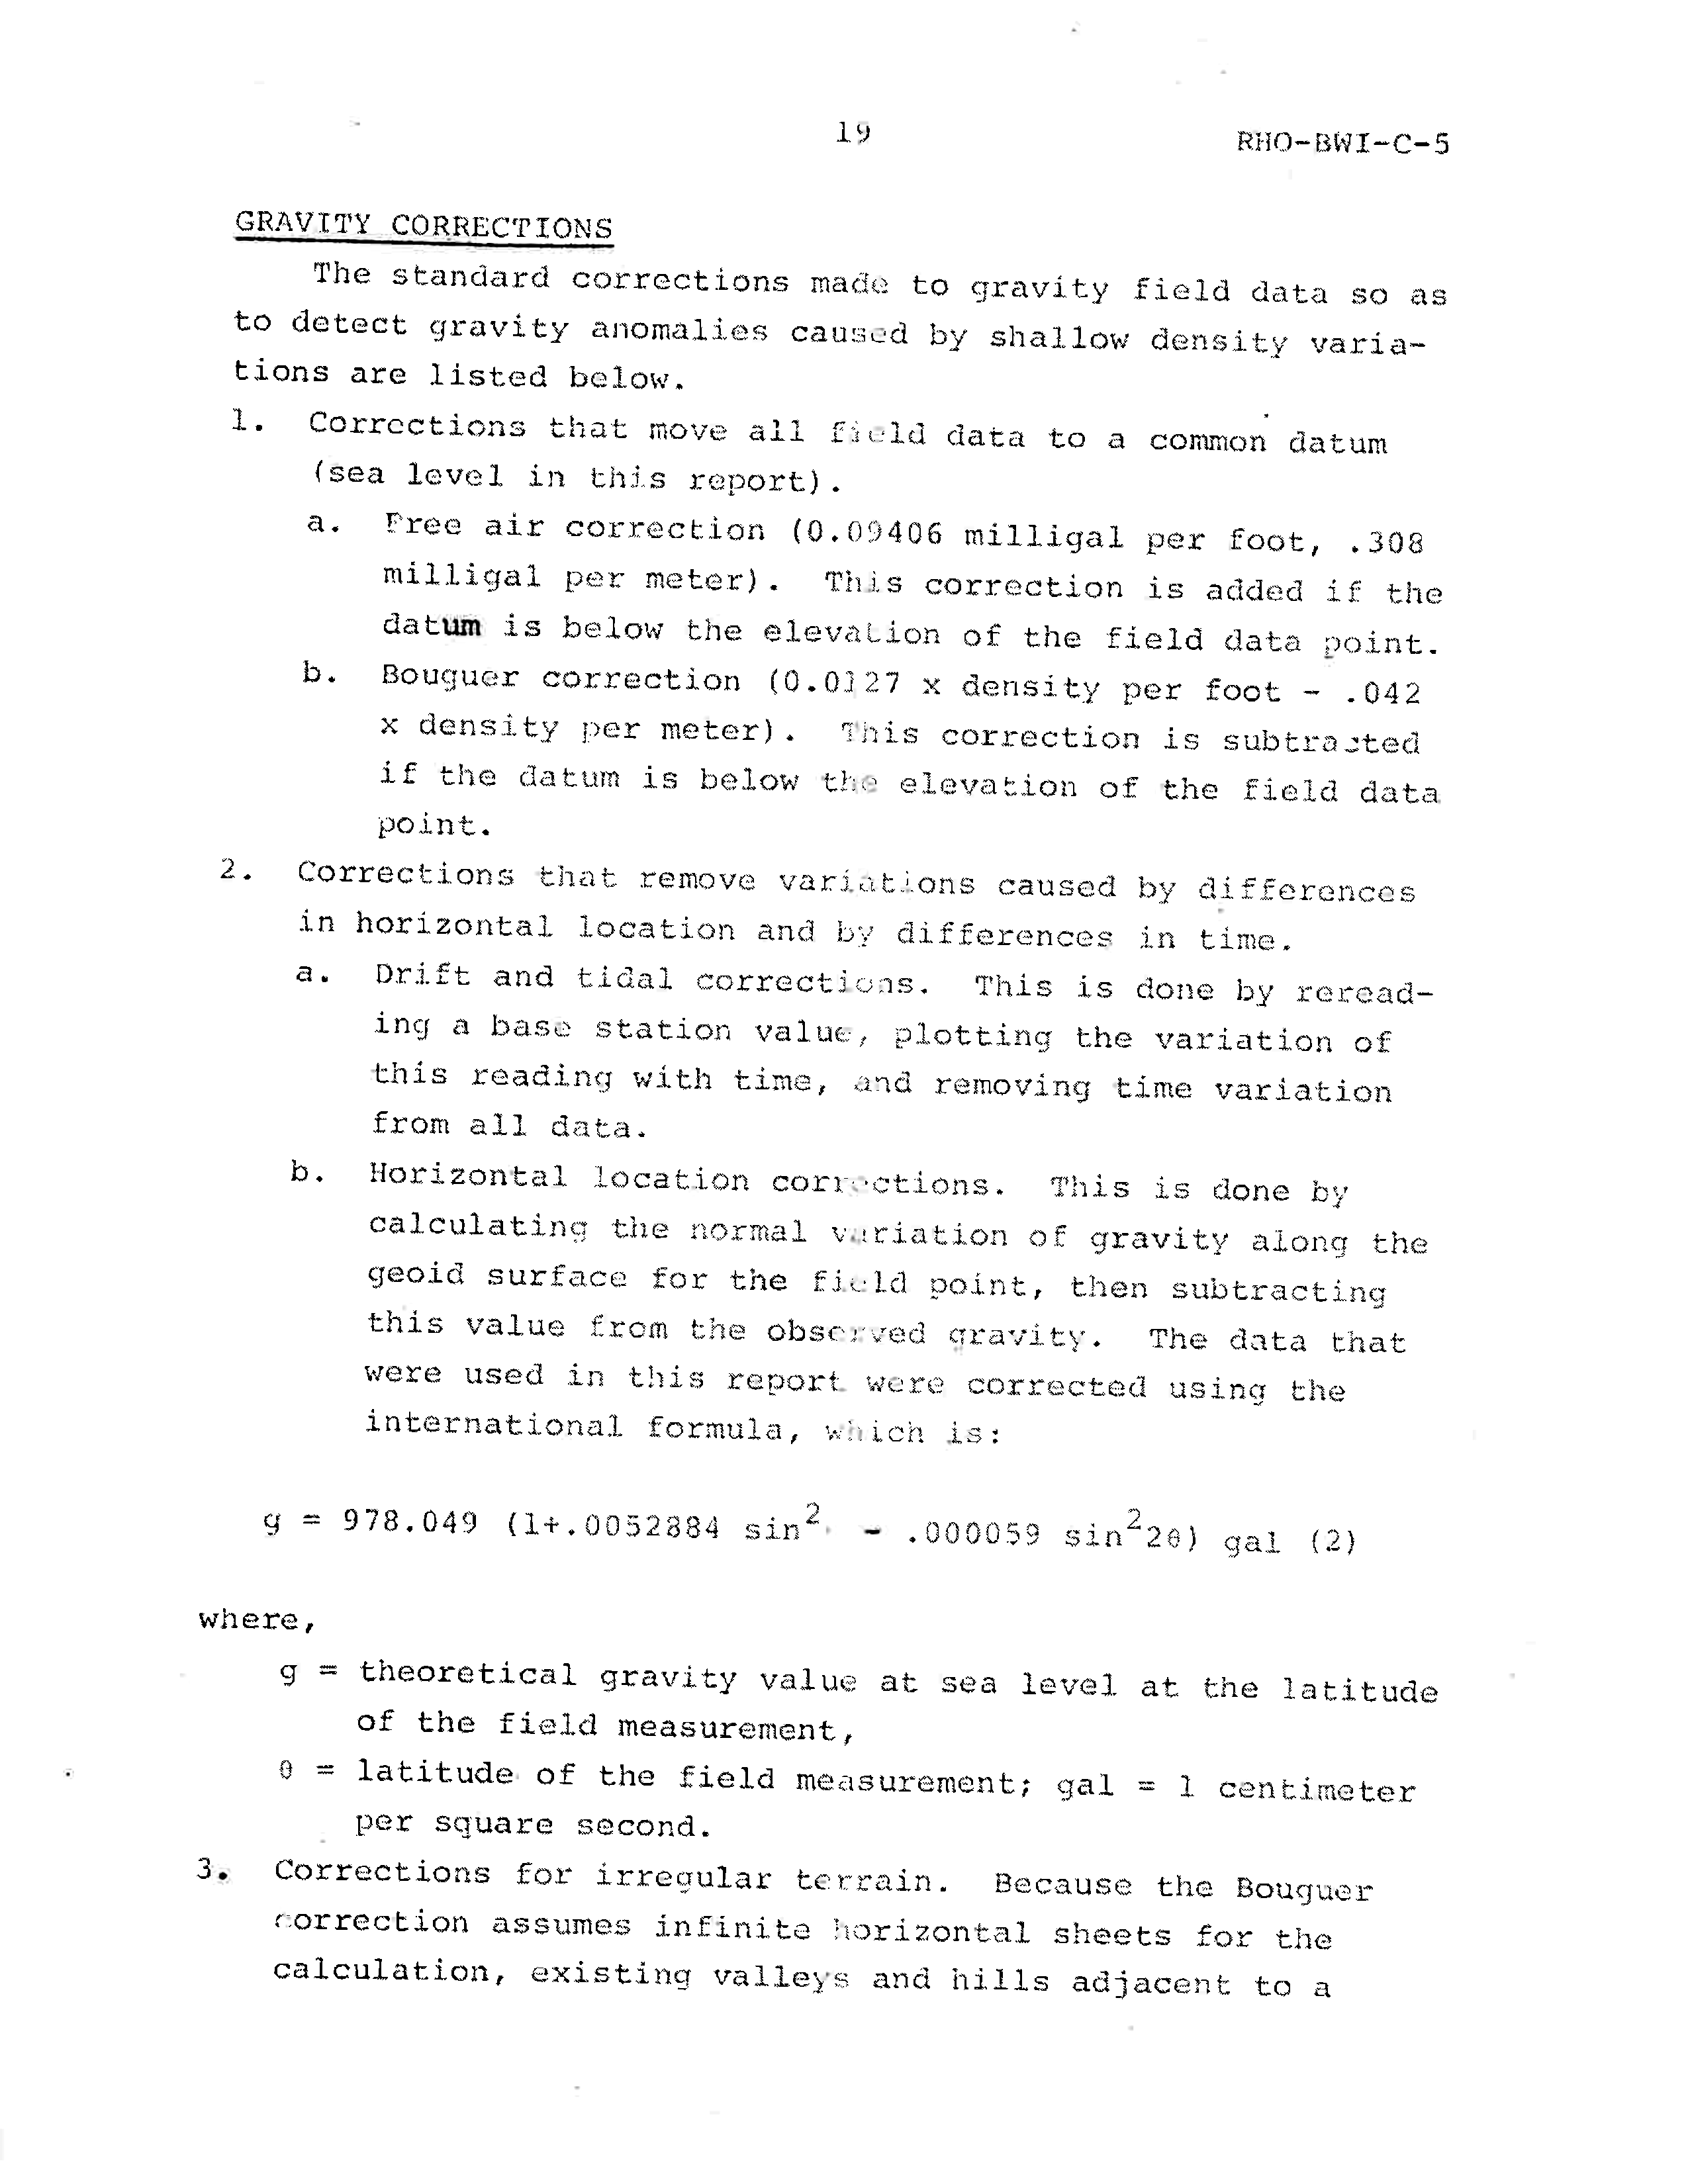 19
RHO-BWI-C-5
GRAVITY CORRECTIONS
The standard corrections made to gravity field data so as
to detect gravity anomalies caused by shallow density varia-
tions are listed below.
1. Corrections that move all field data to a common datum
(sea level in this report).
a. Free air correction (0.09406 milligal per foot, .308
milligal per meter). This correction is added if the
datum is below the elevation of the field data point.
b. Bouguer correction (0.0127 x density per foot - .042
x density per meter). This correction is subtracted
if the datum is below the elevation of the field data
point.
2. Corrections that remove variations caused by differences
in horizontal location and by differences in time.
a. Drift and tidal corrections. This is done by reread-
ing a base station value, plotting the variation of
this reading with time, and removing time variation
from all data.
b. Horizontal location corrections. This is done by
calculating the normal variation of gravity along the
geoid surface for the field point, then subtracting
this value from the observed gravity. The data that
were used in this report were corrected using the
international formula, which is:
g = 978.049 (1+.0052884 sin² - .000059 sin²2θ) gal (2)
where,
g = theoretical gravity value at sea level at the latitude
of the field measurement,
θ = latitude of the field measurement; gal = 1 centimeter
per square second.
3. Corrections for irregular terrain. Because the Bouguer
correction assumes infinite horizontal sheets for the
calculation, existing valleys and hills adjacent to a